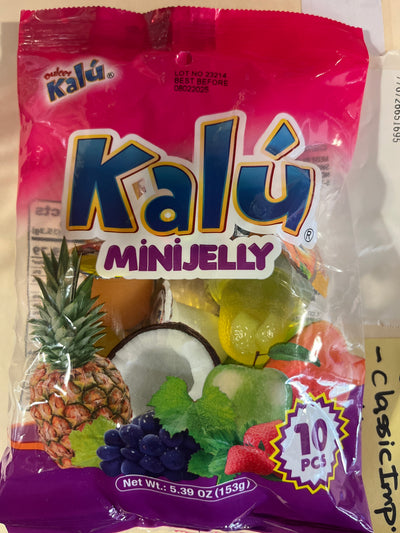 dulces
Kalú®
LOT NO 23214
BEST BEFORE
08022025
Kalú®
MiNiJELLY
10
PCS
Net Wt.: 5.39 Oz (153g)
- ClassicImp.